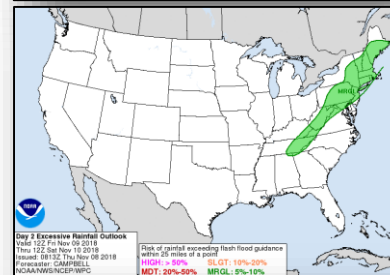 MRGL
noaa
Day 2 Excessive Rainfall Outlook
Valid 12Z Fri Nov 09 2018
Thru 12Z Sat Nov 10 2018
Issued: 0813Z Thu Nov 08 2018
Forecaster: CAMPBELL
NOAA/NWS/NCEP/WPC
Risk of rainfall exceeding flash flood guidance
within 25 miles of a point
HIGH: > 50% SLGT: 10%-20%
MDT: 20%-50% MRGL: 5%-10%